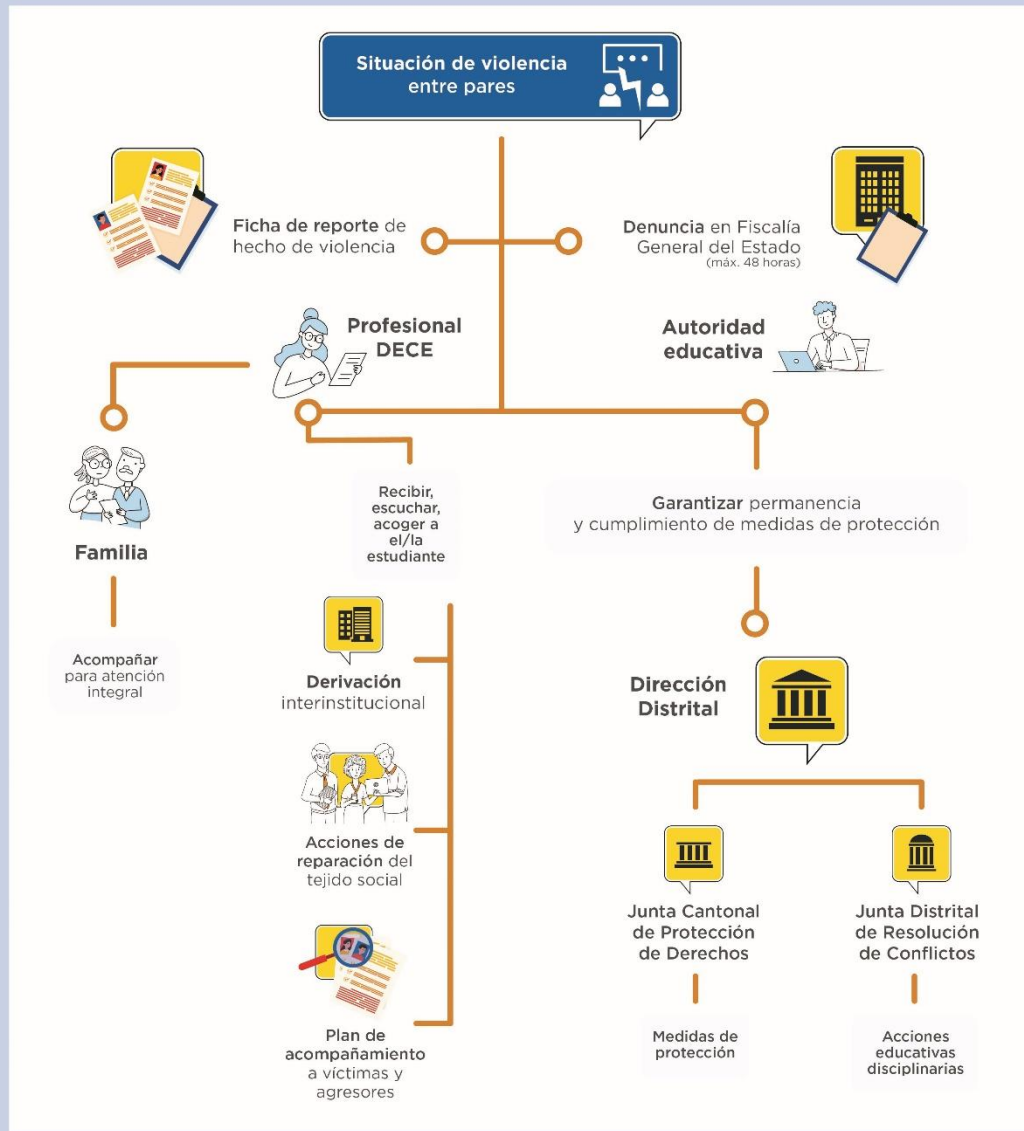 Situación de violencia
entre pares
Ficha de reporte de
hecho de violencia
Denuncia en Fiscalía
General del Estado
(máx. 48 horas)
Profesional
DECE
Autoridad
educativa
Familia
Acompañar
para atención
integral
Recibir,
escuchar,
acoger a
el/la
estudiante
Derivación
interinstitucional
Acciones de
reparación del
tejido social
Plan de
acompañamiento
a víctimas y
agresores
Garantizar permanencia
y cumplimiento de medidas de protección
Dirección
Distrital
Junta Cantonal
de Protección
de Derechos
Medidas de
protección
Junta Distrital
de Resolución
de Conflictos
Acciones
educativas
disciplinarias